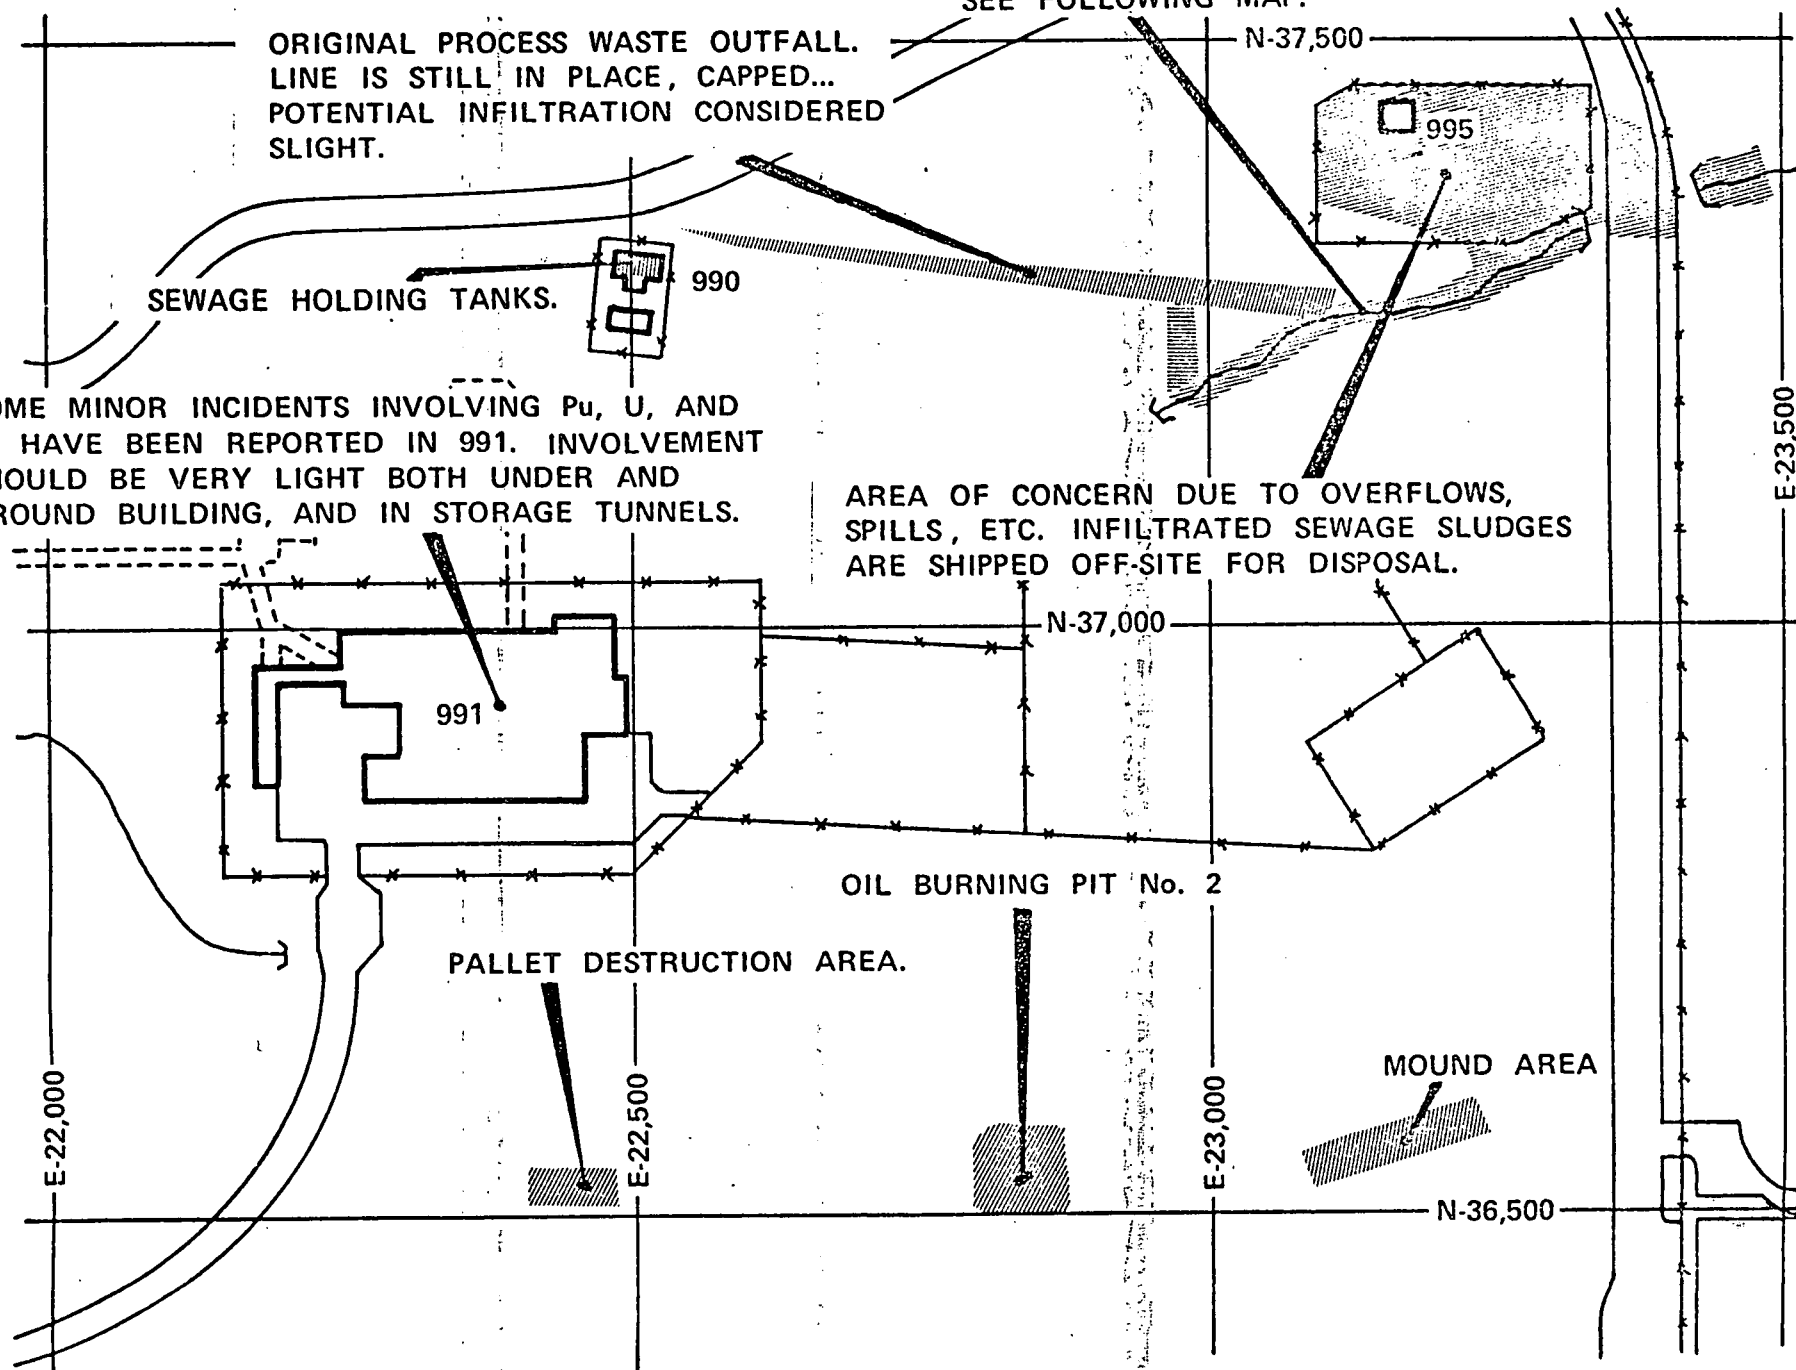 SEE FOLLOWING MAP.
N-37,500
ORIGINAL PROCESS WASTE OUTFALL.
LINE IS STILL IN PLACE, CAPPED...
POTENTIAL INFILTRATION CONSIDERED
SLIGHT.
995
990
SEWAGE HOLDING TANKS.
OME MINOR INCIDENTS INVOLVING Pu, U, AND
HAVE BEEN REPORTED IN 991. INVOLVEMENT
HOULD BE VERY LIGHT BOTH UNDER AND
ROUND BUILDING, AND IN STORAGE TUNNELS.
E-23,500
AREA OF CONCERN DUE TO OVERFLOWS,
SPILLS, ETC. INFILTRATED SEWAGE SLUDGES
ARE SHIPPED OFF-SITE FOR DISPOSAL.
N-37,000
991
OIL BURNING PIT No. 2
PALLET DESTRUCTION AREA.
MOUND AREA
E-22,000
E-22,500
E-23,000
N-36,500